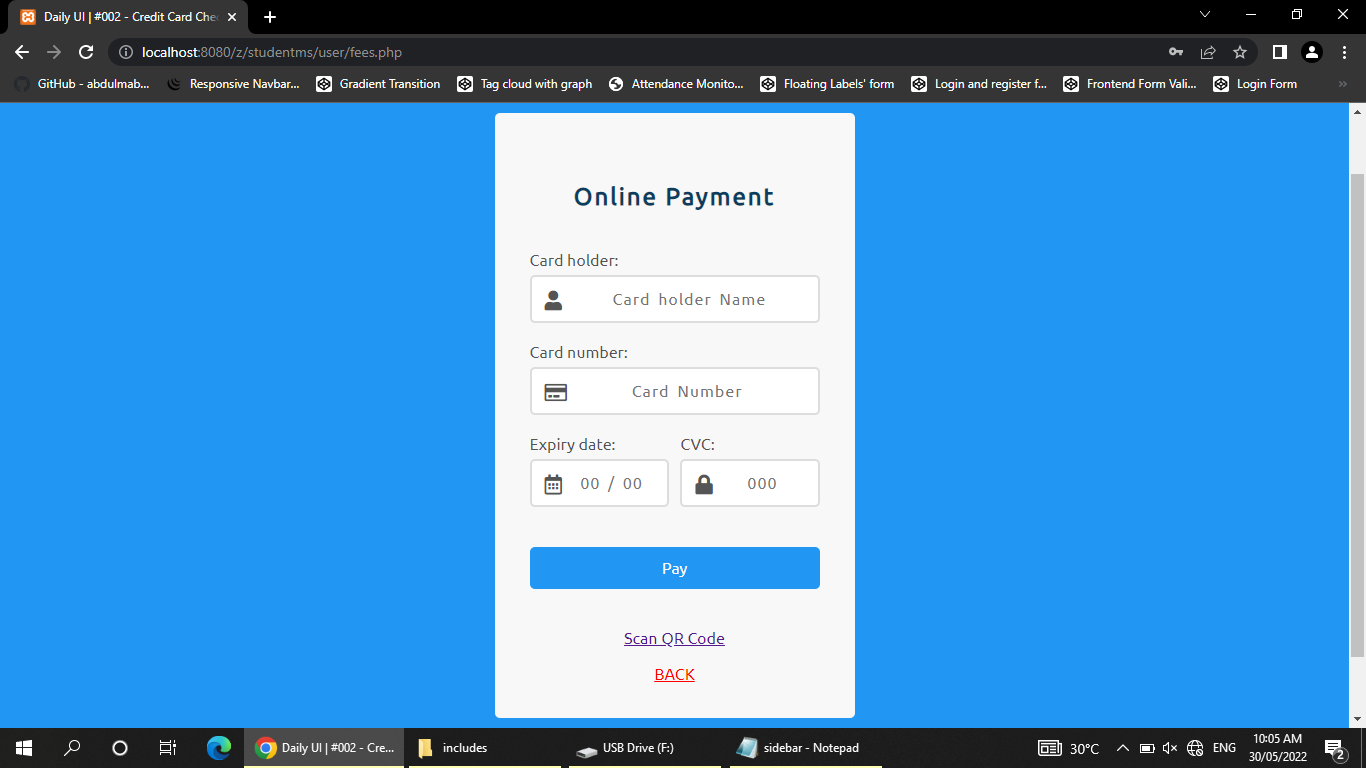 Daily UI | #002 - Credit Card Che
localhost:8080/z/studentms/user/fees.php
GitHub - abdulmab... Responsive Navbar... Gradient Transition Tag cloud with graph Attendance Monito... Floating Labels' form Login and register f... Frontend Form Vali... Login Form »
Online Payment
Card holder:
Card holder Name
Card number:
Card Number
Expiry date: CVC:
00 / 00 000
Pay
Scan QR Code
BACK
Daily UI | #002 - Cre... includes USB Drive (F:) sidebar - Notepad 30°C ENG 10:05 AM
30/05/2022 2